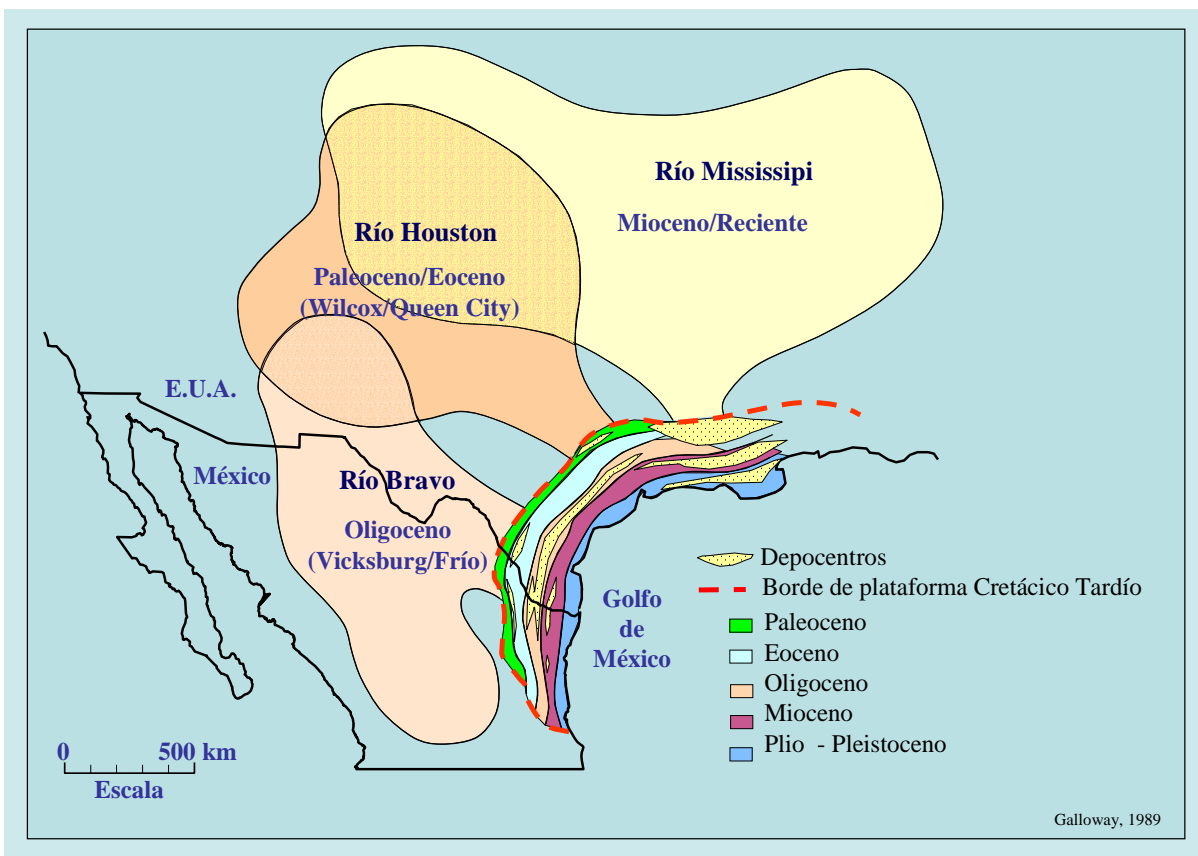 Río Mississipi
Mioceno/Reciente
Río Houston
Paleoceno/Eoceno
(Wilcox/Queen City)
E.U.A.
México
Río Bravo
Oligoceno
(Vicksburg/Frío)
Golfo
de
México
Depocentros
Borde de plataforma Cretácico Tardío
Paleoceno
Eoceno
Oligoceno
Mioceno
Plio - Pleistoceno
0 500 km
Escala
Galloway, 1989